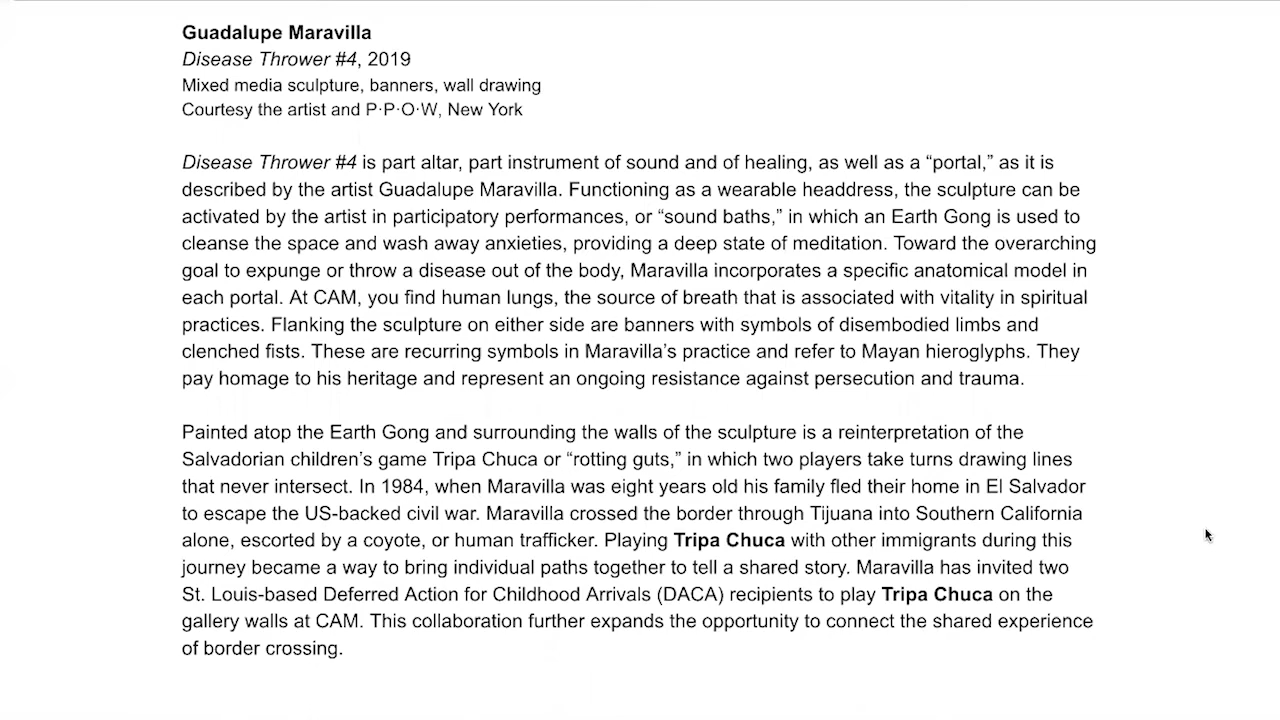 Guadalupe Maravilla
Disease Thrower #4, 2019
Mixed media sculpture, banners, wall drawing
Courtesy the artist and P·P·O·W, New York
Disease Thrower #4 is part altar, part instrument of sound and of healing, as well as a “portal,” as it is
described by the artist Guadalupe Maravilla. Functioning as a wearable headdress, the sculpture can be
activated by the artist in participatory performances, or “sound baths,” in which an Earth Gong is used to
cleanse the space and wash away anxieties, providing a deep state of meditation. Toward the overarching
goal to expunge or throw a disease out of the body, Maravilla incorporates a specific anatomical model in
each portal. At CAM, you find human lungs, the source of breath that is associated with vitality in spiritual
practices. Flanking the sculpture on either side are banners with symbols of disembodied limbs and
clenched fists. These are recurring symbols in Maravilla’s practice and refer to Mayan hieroglyphs. They
pay homage to his heritage and represent an ongoing resistance against persecution and trauma.
Painted atop the Earth Gong and surrounding the walls of the sculpture is a reinterpretation of the
Salvadorian children’s game Tripa Chuca or “rotting guts,” in which two players take turns drawing lines
that never intersect. In 1984, when Maravilla was eight years old his family fled their home in El Salvador
to escape the US-backed civil war. Maravilla crossed the border through Tijuana into Southern California
alone, escorted by a coyote, or human trafficker. Playing Tripa Chuca with other immigrants during this
journey became a way to bring individual paths together to tell a shared story. Maravilla has invited two
St. Louis-based Deferred Action for Childhood Arrivals (DACA) recipients to play Tripa Chuca on the
gallery walls at CAM. This collaboration further expands the opportunity to connect the shared experience
of border crossing.